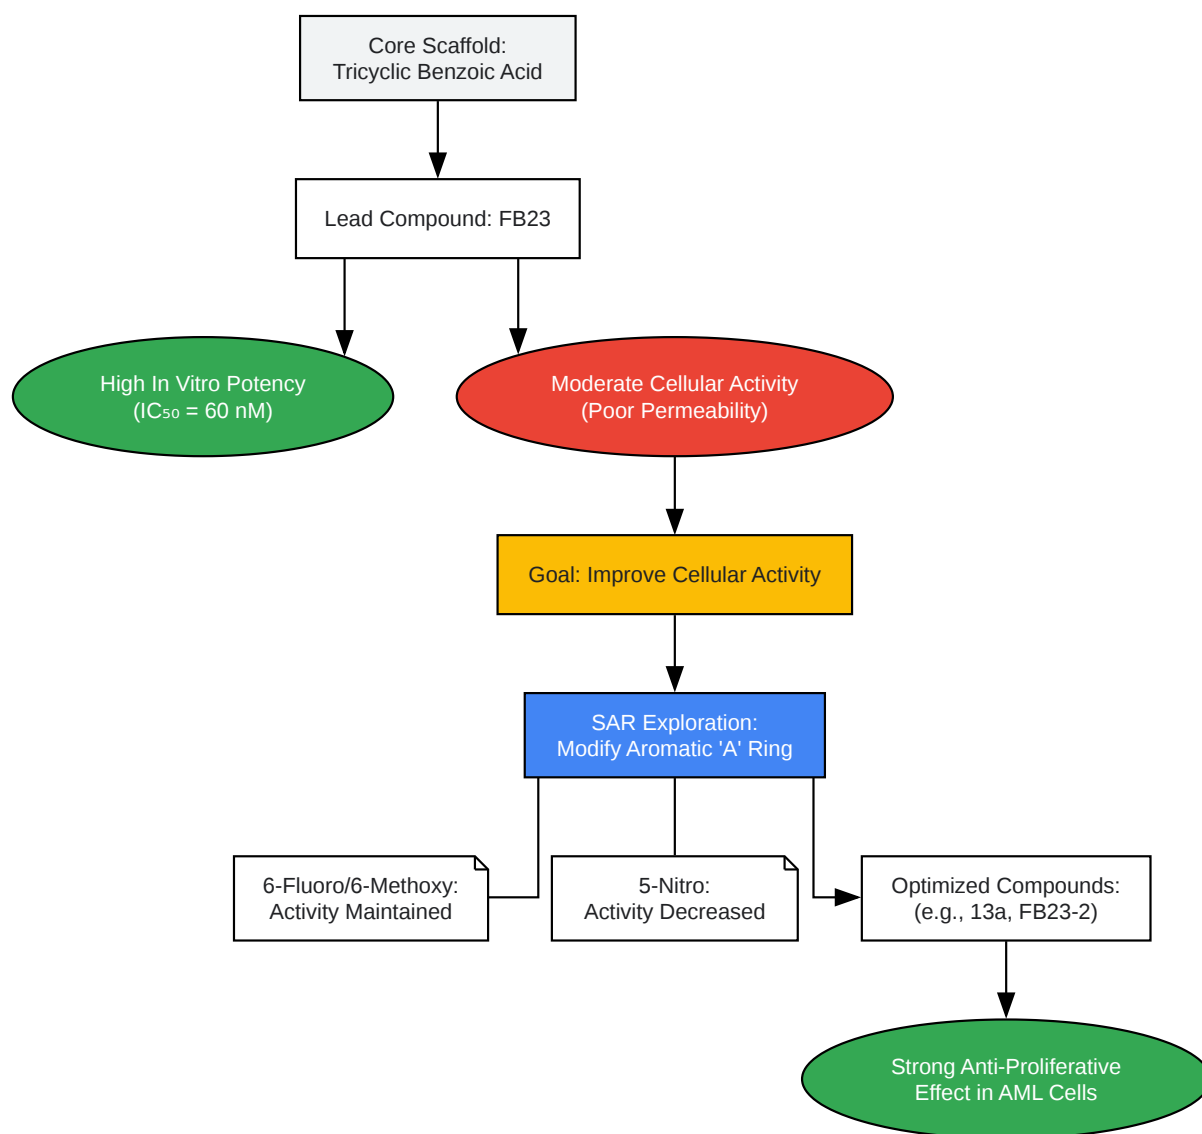 Core Scaffold:
Tricyclic Benzoic Acid
Lead Compound: FB23
High In Vitro Potency
(IC₅₀ = 60 nM)
Moderate Cellular Activity
(Poor Permeability)
Goal: Improve Cellular Activity
SAR Exploration:
Modify Aromatic 'A' Ring
6-Fluoro/6-Methoxy:
Activity Maintained
5-Nitro:
Activity Decreased
Optimized Compounds:
(e.g., 13a, FB23-2)
Strong Anti-Proliferative
Effect in AML Cells